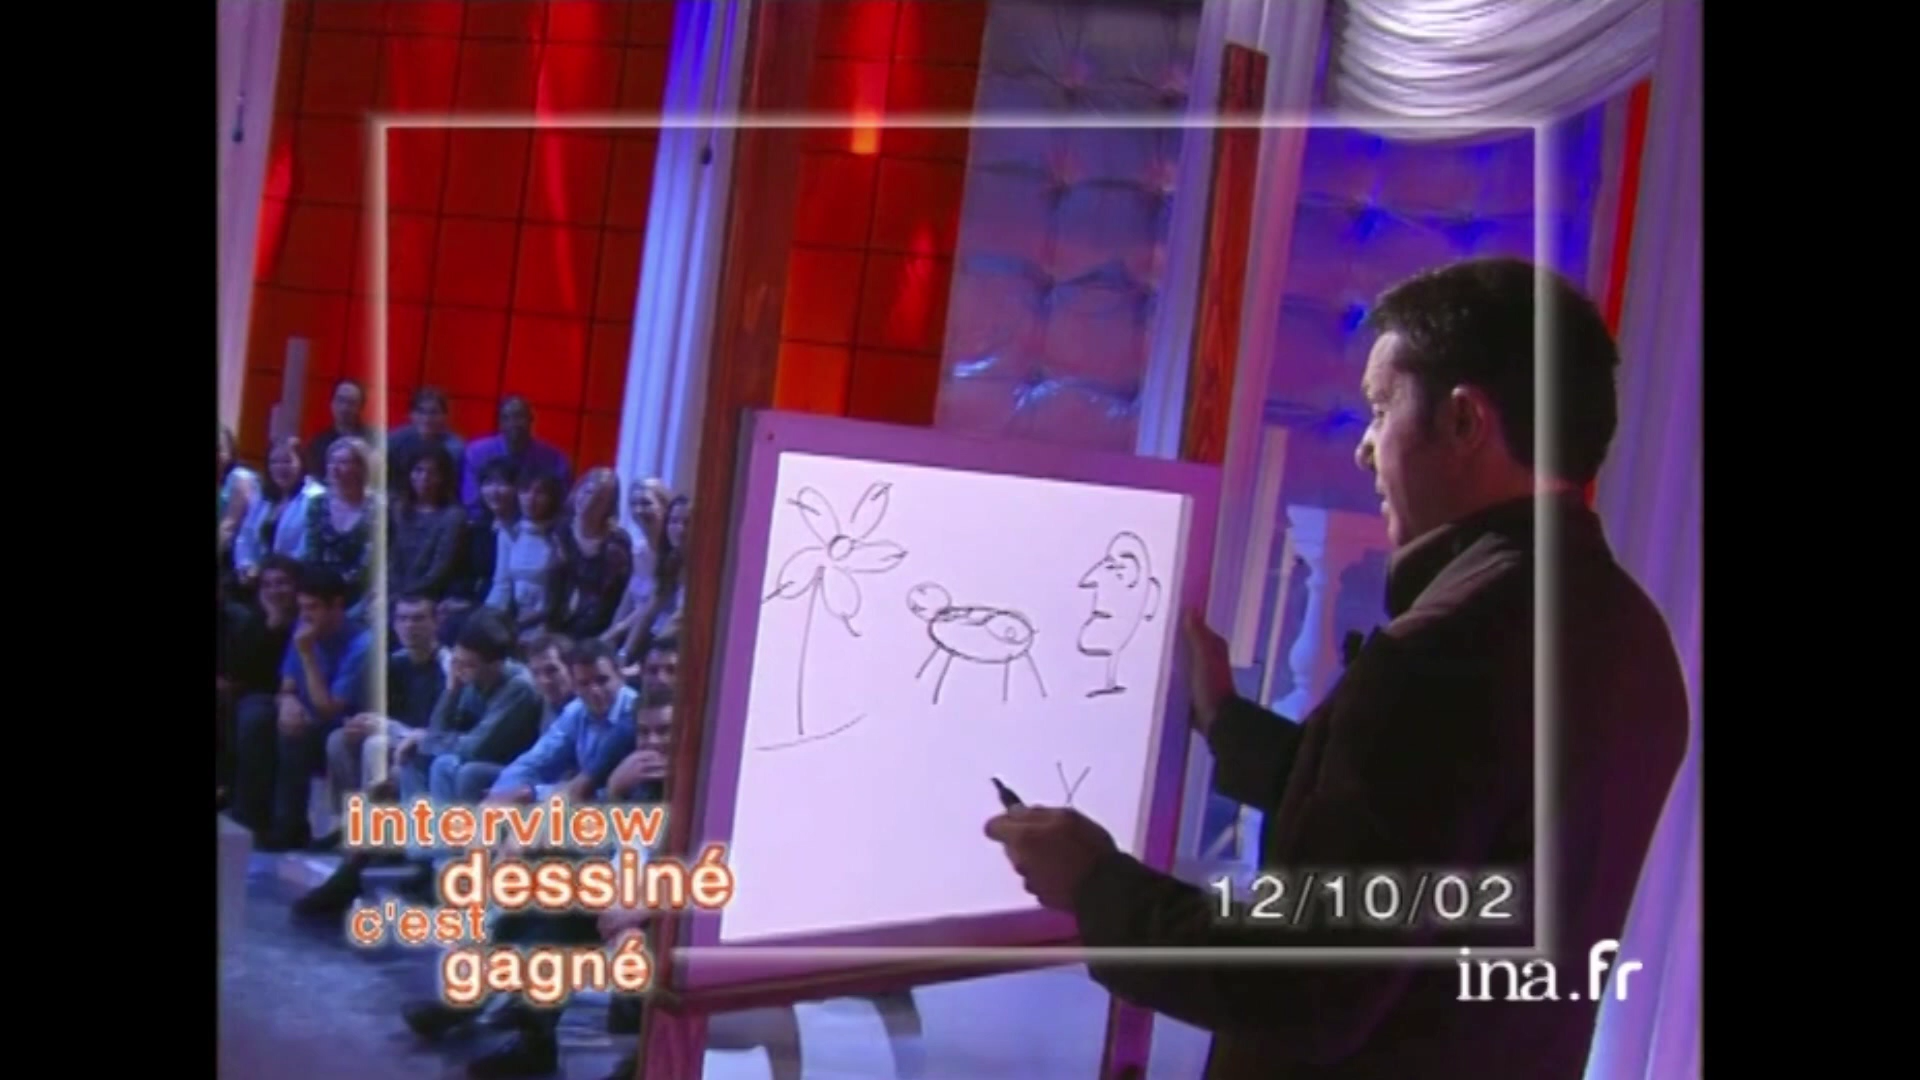 interview
dessiné
c'est
gagné
12/10/02
ina.fr